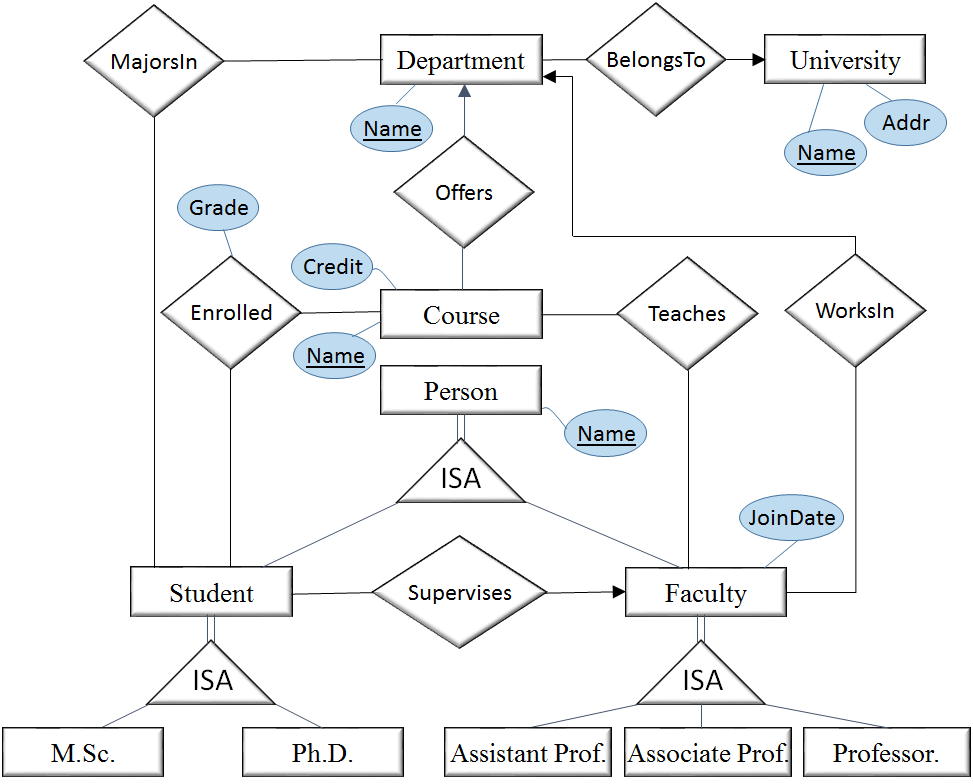 MajorsIn
Department
BelongsTo
University
Name
Name
Addr
Offers
Grade
Credit
Enrolled
Course
Teaches
WorksIn
Name
Person
Name
ISA
JoinDate
Student
Supervises
Faculty
ISA
ISA
M.Sc.
Ph.D.
Assistant Prof.
Associate Prof.
Professor.